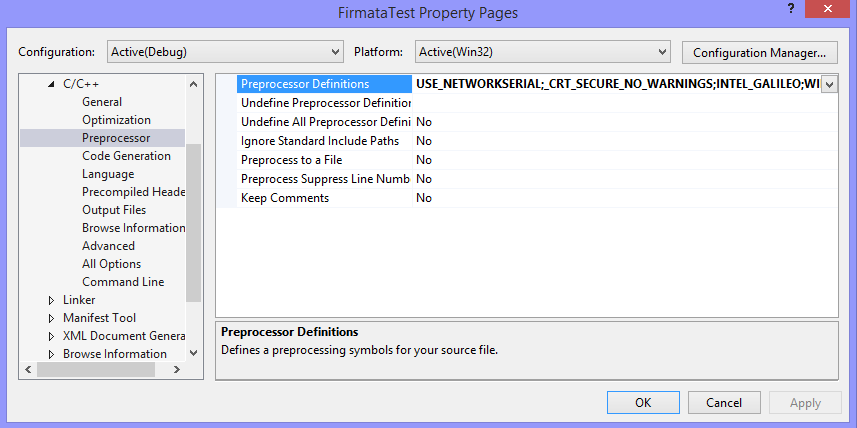 FirmataTest Property Pages
? ×
Configuration: Active(Debug) Platform: Active(Win32) Configuration Manager...
C/C++
General
Optimization
Preprocessor
Code Generation
Language
Precompiled Heade
Output Files
Browse Information
Advanced
All Options
Command Line
Linker
Manifest Tool
XML Document Genera
Browse Information
Preprocessor Definitions USE_NETWORKSERIAL;_CRT_SECURE_NO_WARNINGS;INTEL_GALILEO;WI
Undefine Preprocessor Definition
Undefine All Preprocessor Defini No
Ignore Standard Include Paths No
Preprocess to a File No
Preprocess Suppress Line Numb No
Keep Comments No
Preprocessor Definitions
Defines a preprocessing symbols for your source file.
OK Cancel Apply